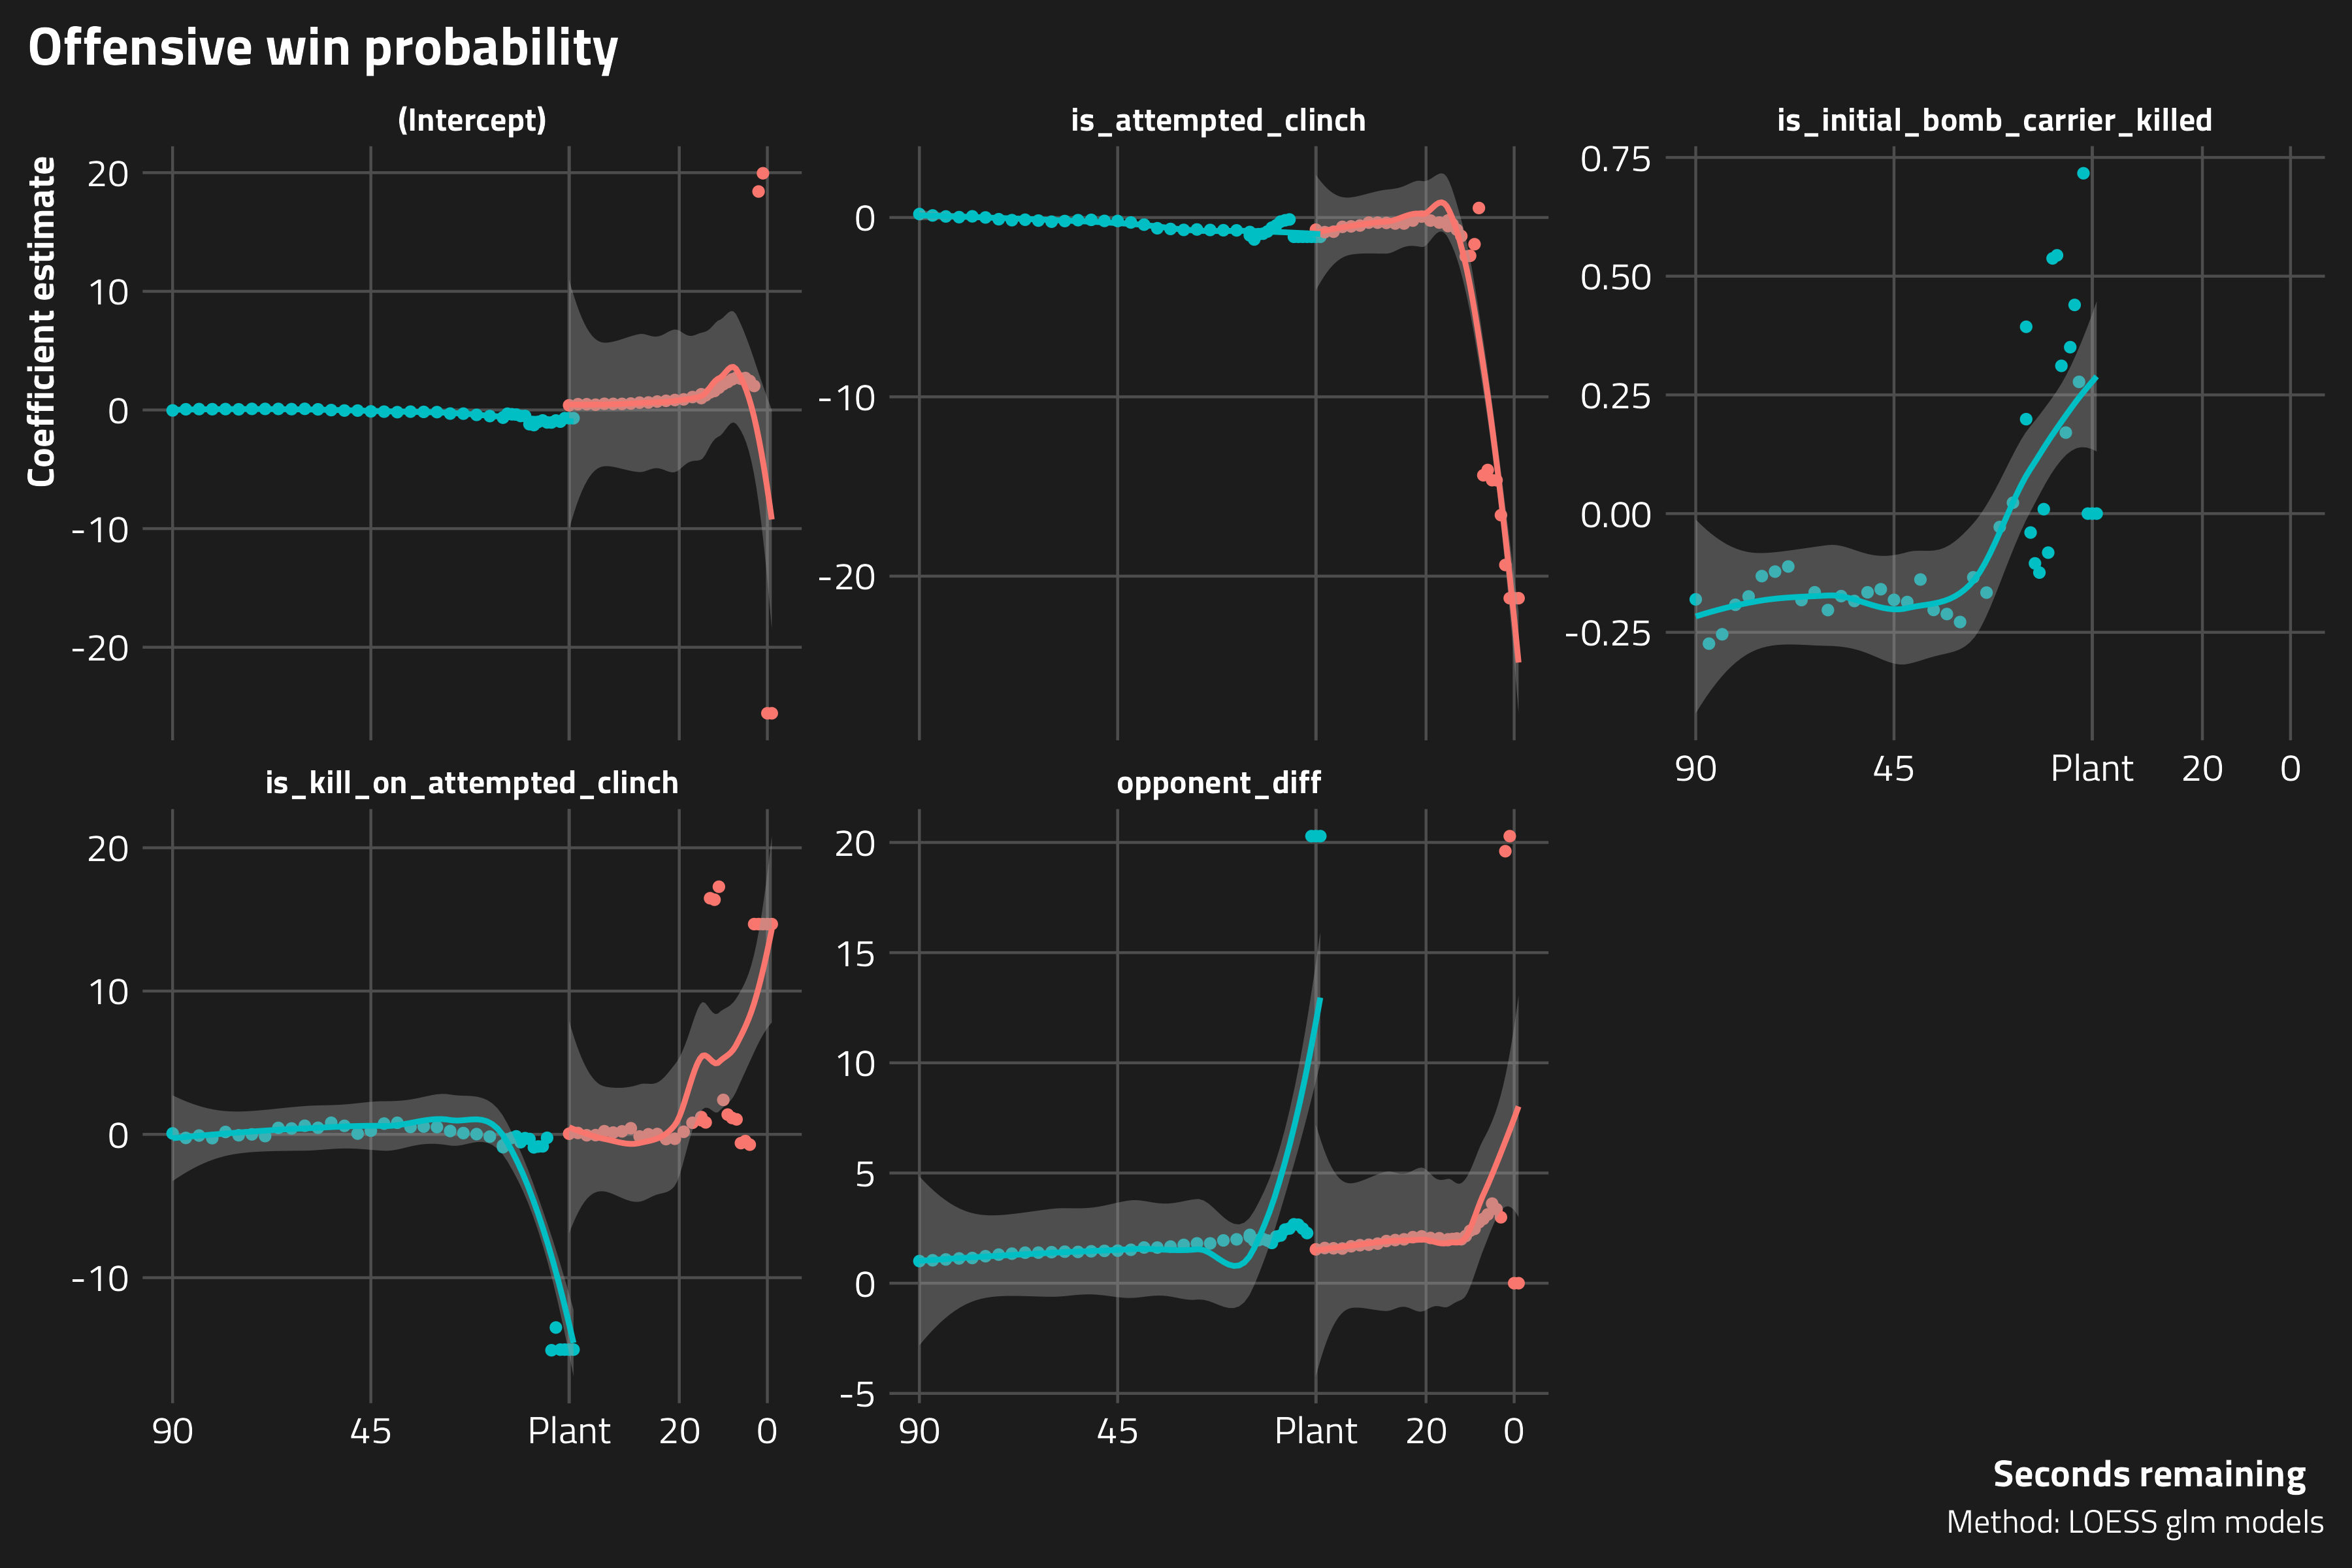 Offensive win probability
(Intercept)
is_attempted_clinch
is_initial_bomb_carrier_killed
Coefficient estimate
20
10
0
-10
-20
0
-10
-20
0.75
0.50
0.25
0.00
-0.25
90 45 Plant 20 0
is_kill_on_attempted_clinch
opponent_diff
20
10
0
-10
20
15
10
5
0
-5
90 45 Plant 20 0
90 45 Plant 20 0
Seconds remaining
Method: LOESS glm models